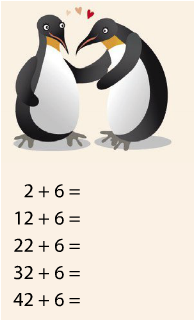 2 + 6 =
12 + 6 =
22 + 6 =
32 + 6 =
42 + 6 =